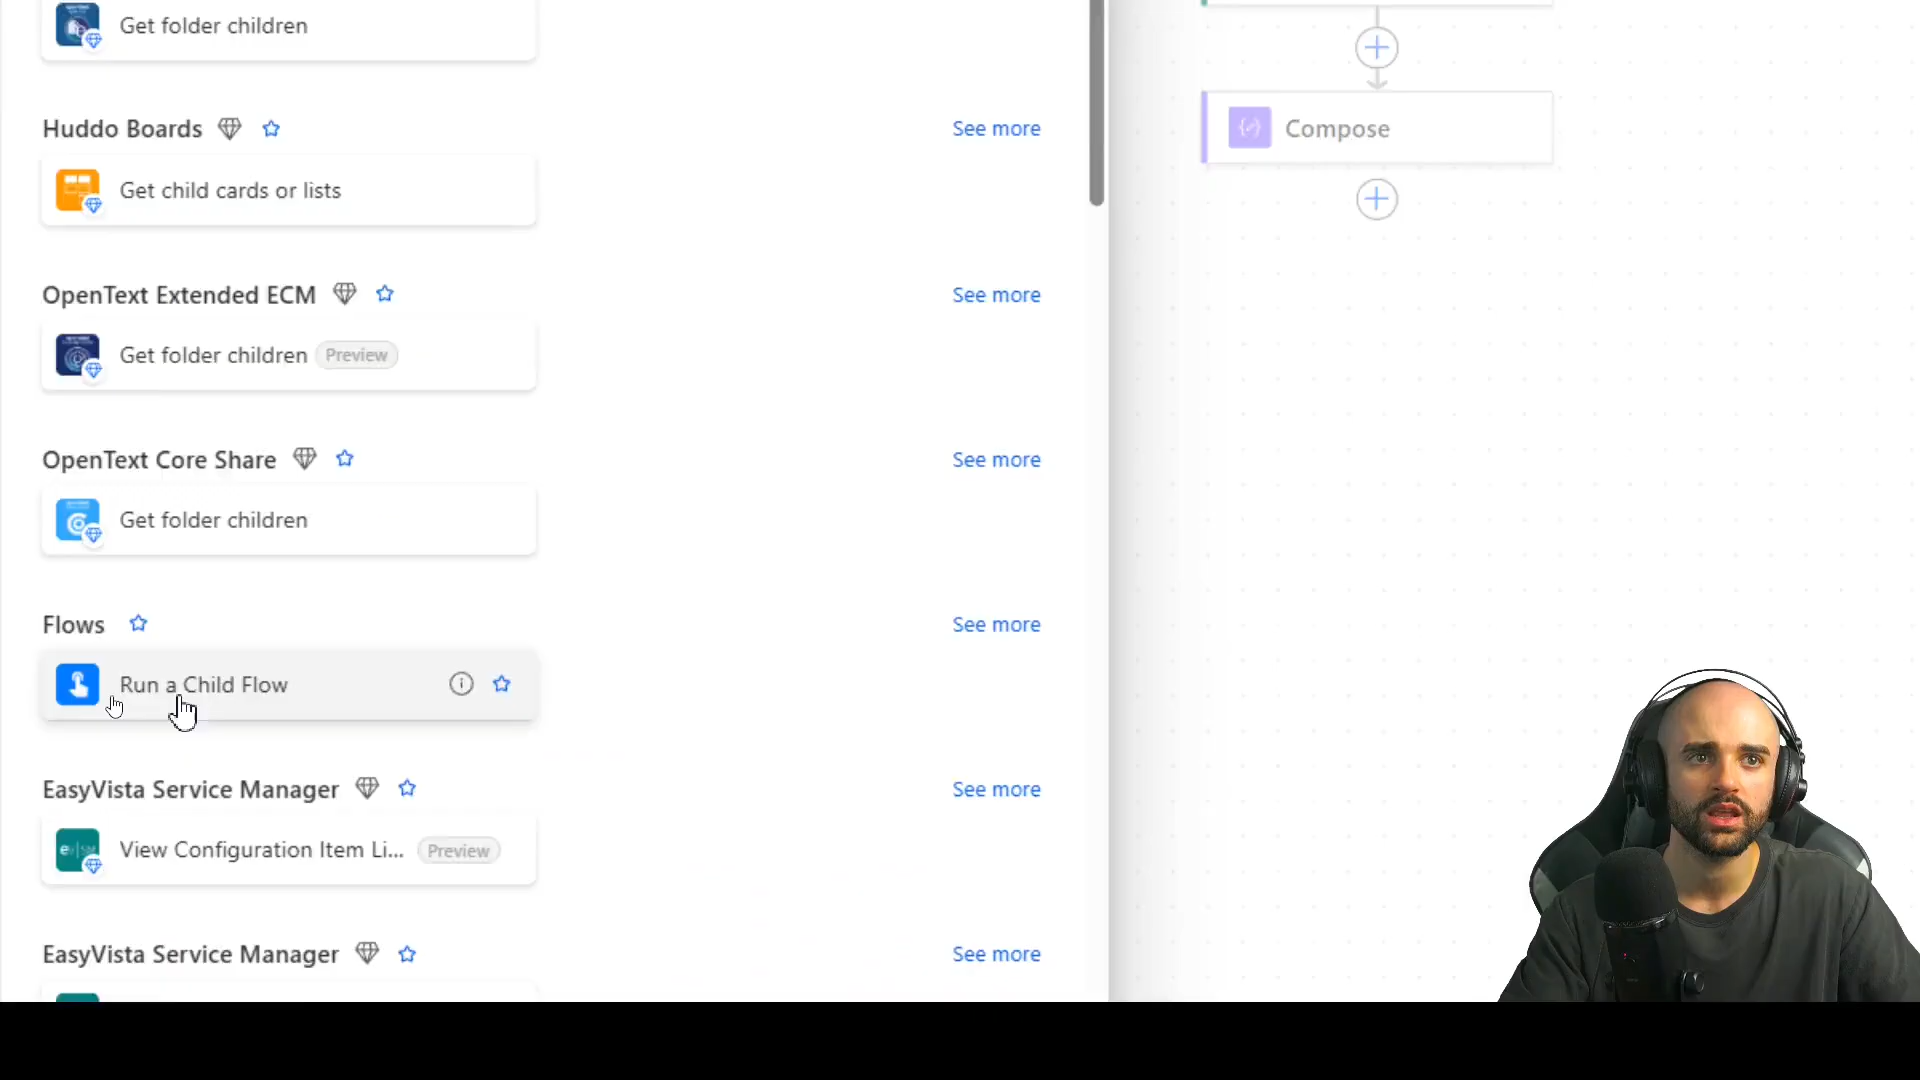 Get folder children
Huddo Boards
See more
Get child cards or lists
OpenText Extended ECM
See more
Get folder children Preview
OpenText Core Share
See more
Get folder children
Flows
See more
Run a Child Flow
EasyVista Service Manager
See more
View Configuration Item Li... Preview
EasyVista Service Manager
See more
Compose